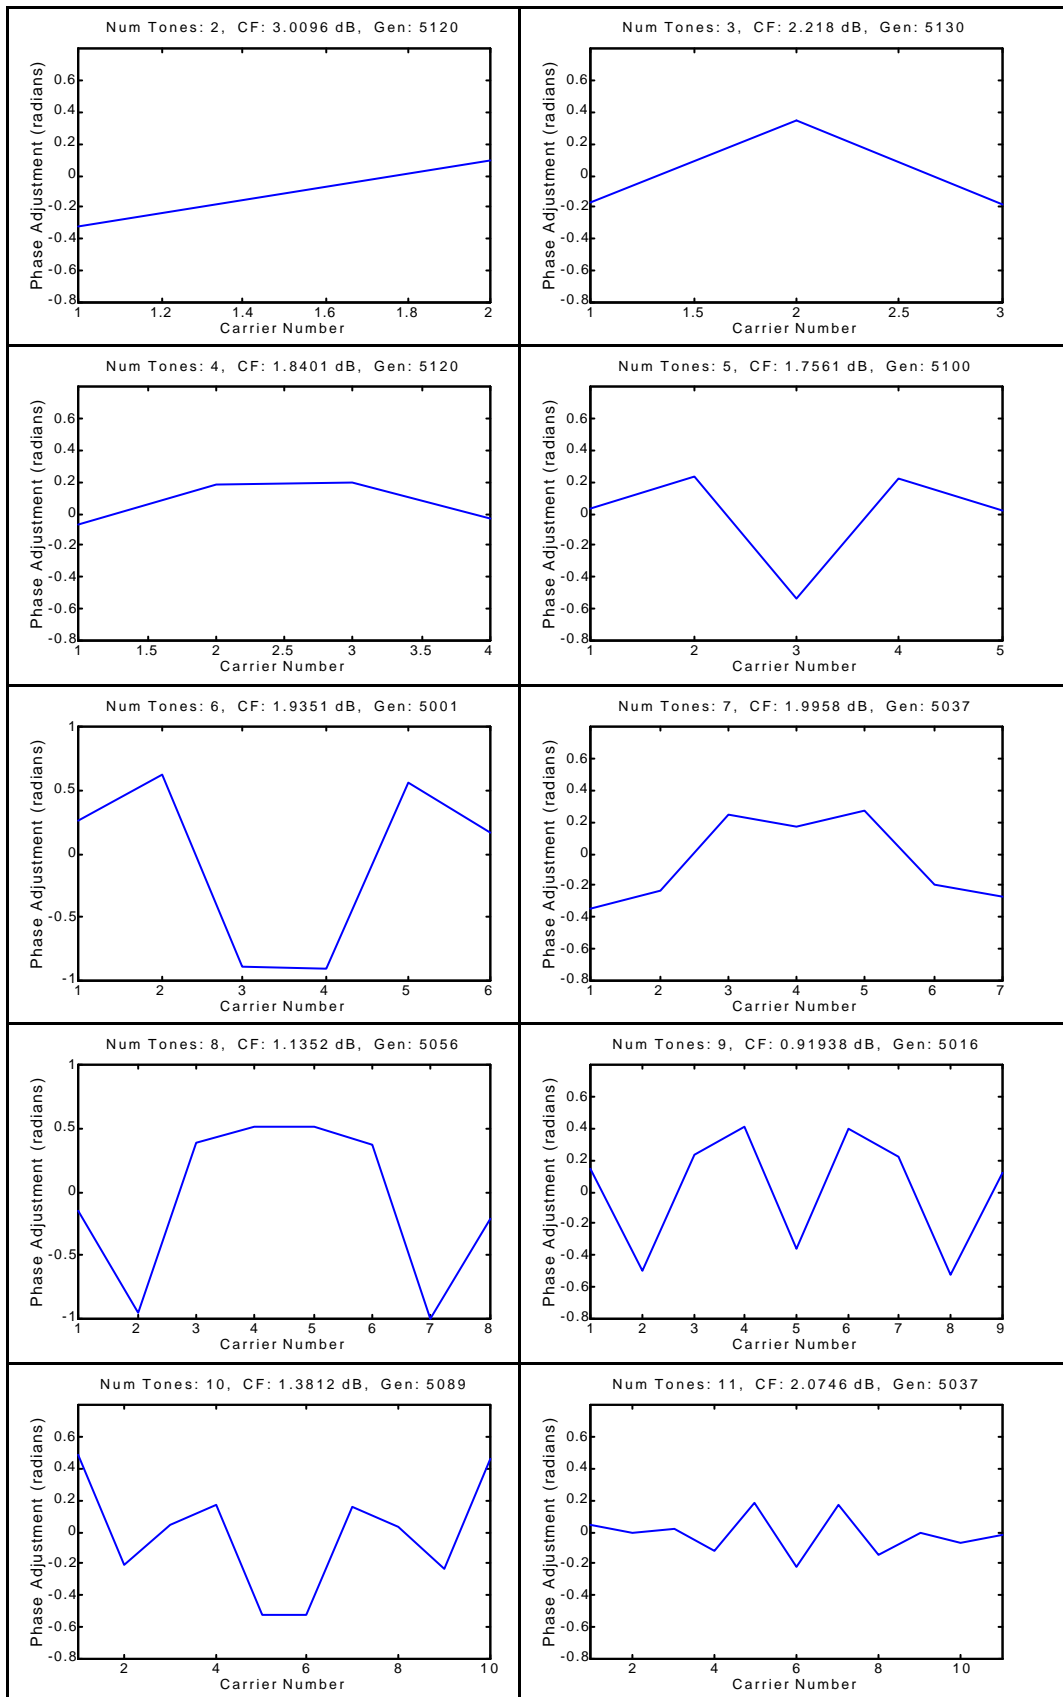 Num Tones: 2, CF: 3.0096 dB, Gen: 5120
Phase Adjustment (radians)
0.6
0.4
0.2
0
-0.2
-0.4
-0.6
-0.8
1 1.2 1.4 1.6 1.8 2
Carrier Number
Num Tones: 3, CF: 2.218 dB, Gen: 5130
Phase Adjustment (radians)
0.6
0.4
0.2
0
-0.2
-0.4
-0.6
-0.8
1 1.5 2 2.5 3
Carrier Number
Num Tones: 4, CF: 1.8401 dB, Gen: 5120
Phase Adjustment (radians)
0.6
0.4
0.2
0
-0.2
-0.4
-0.6
-0.8
1 1.5 2 2.5 3 3.5 4
Carrier Number
Num Tones: 5, CF: 1.7561 dB, Gen: 5100
Phase Adjustment (radians)
0.6
0.4
0.2
0
-0.2
-0.4
-0.6
-0.8
1 2 3 4 5
Carrier Number
Num Tones: 6, CF: 1.9351 dB, Gen: 5001
Phase Adjustment (radians)
1
0.5
0
-0.5
-1
1 2 3 4 5 6
Carrier Number
Num Tones: 7, CF: 1.9958 dB, Gen: 5037
Phase Adjustment (radians)
0.6
0.4
0.2
0
-0.2
-0.4
-0.6
-0.8
1 2 3 4 5 6 7
Carrier Number
Num Tones: 8, CF: 1.1352 dB, Gen: 5056
Phase Adjustment (radians)
1
0.5
0
-0.5
-1
1 2 3 4 5 6 7 8
Carrier Number
Num Tones: 9, CF: 0.91938 dB, Gen: 5016
Phase Adjustment (radians)
0.6
0.4
0.2
0
-0.2
-0.4
-0.6
-0.8
1 2 3 4 5 6 7 8 9
Carrier Number
Num Tones: 10, CF: 1.3812 dB, Gen: 5089
Phase Adjustment (radians)
0.6
0.4
0.2
0
-0.2
-0.4
-0.6
-0.8
2 4 6 8 10
Carrier Number
Num Tones: 11, CF: 2.0746 dB, Gen: 5037
Phase Adjustment (radians)
0.6
0.4
0.2
0
-0.2
-0.4
-0.6
-0.8
2 4 6 8 10
Carrier Number